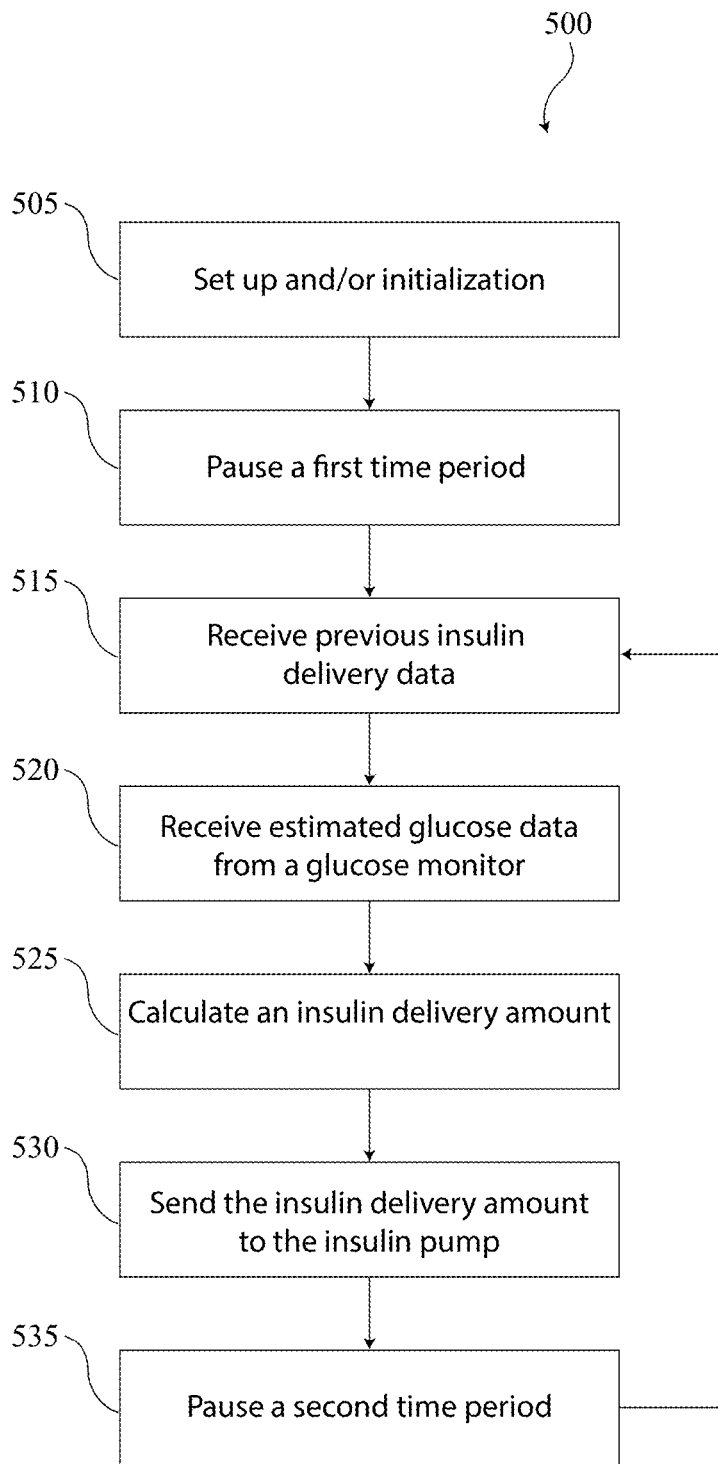 500
505
Set up and/or initialization
510
Pause a first time period
515
Receive previous insulin
delivery data
520
Receive estimated glucose data
from a glucose monitor
525
Calculate an insulin delivery amount
530
Send the insulin delivery amount
to the insulin pump
535
Pause a second time period